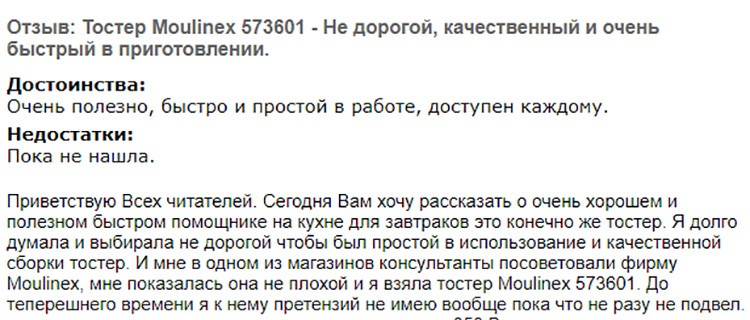 Отзыв: Тостер Moulinex 573601 - Не дорогой, качественный и очень
быстрый в приготовлении.
Достоинства:
Очень полезно, быстро и простой в работе, доступен каждому.
Недостатки:
Пока не нашла.
Приветствую Всех читателей. Сегодня Вам хочу рассказать о очень хорошем и
полезном быстром помощнике на кухне для завтраков это конечно же тостер. Я долго
думала и выбирала не дорогой чтобы был простой в использование и качественной
сборки тостер. И мне в одном из магазинов консультанты посоветовали фирму
Moulinex, мне показалась она не плохой и я взяла тостер Moulinex 573601. До
теперешнего времени я к нему претензий не имею вообще пока что не разу не подвел.